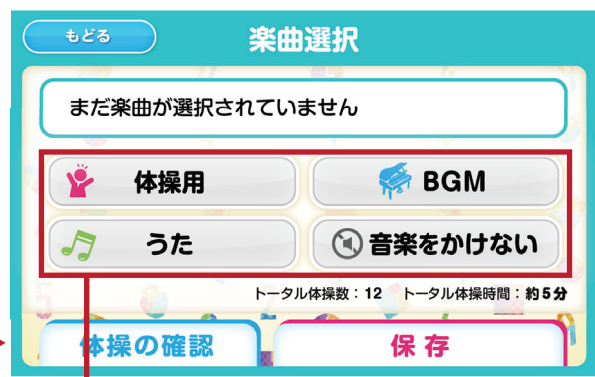 もどる
楽曲選択
まだ楽曲が選択されていません
体操用
BGM
うた
音楽をかけない
トータル体操数：12 トータル体操時間：約5分
体操の確認
保存